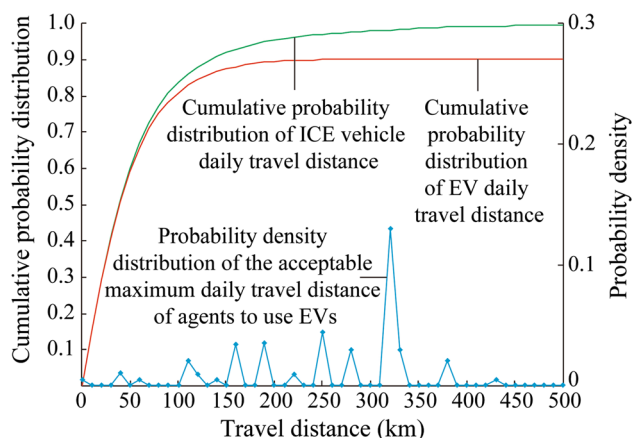 Cumulative probability distribution
1.0
0.9
0.8
0.7
0.6
0.5
0.4
0.3
0.2
0.1
Cumulative probability
distribution of ICE vehicle
daily travel distance
Cumulative
probability
distribution
of EV daily
travel distance
Probability density
distribution of the acceptable
maximum daily travel distance
of agents to use EVs
0.3
0.2
0.1
0
Probability density
0 50 100 150 200 250 300 350 400 450 500
Travel distance (km)